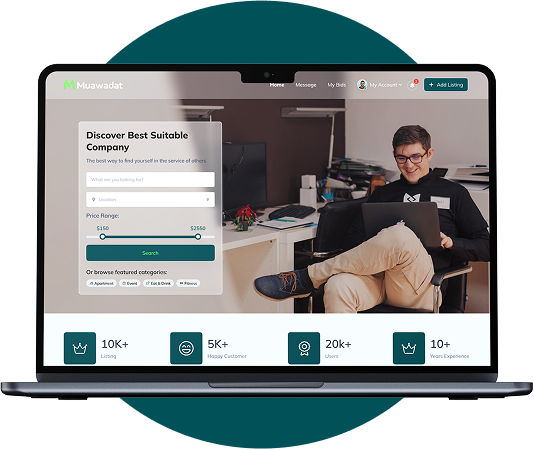 Muawadat
Home Message My Bids My Account Add Listing
Discover Best Suitable
Company
The best way to find yourself in the service of others.
What are you looking for?
Location
Price Range:
$150 $2550
Search
Or browse featured categories:
Apartment Event Eat & Drink Fitness
10K+ 5K+ 20k+ 10+
Listing Happy Customer Users Years Experience